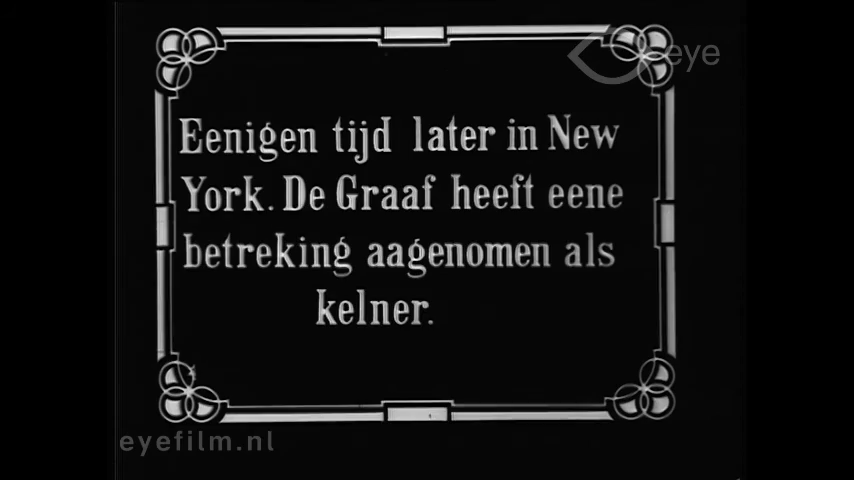 eye
Eenigen tijd later in New
York. De Graaf heeft eene
betreking aagenomen als
kelner.
eyefilm.nl